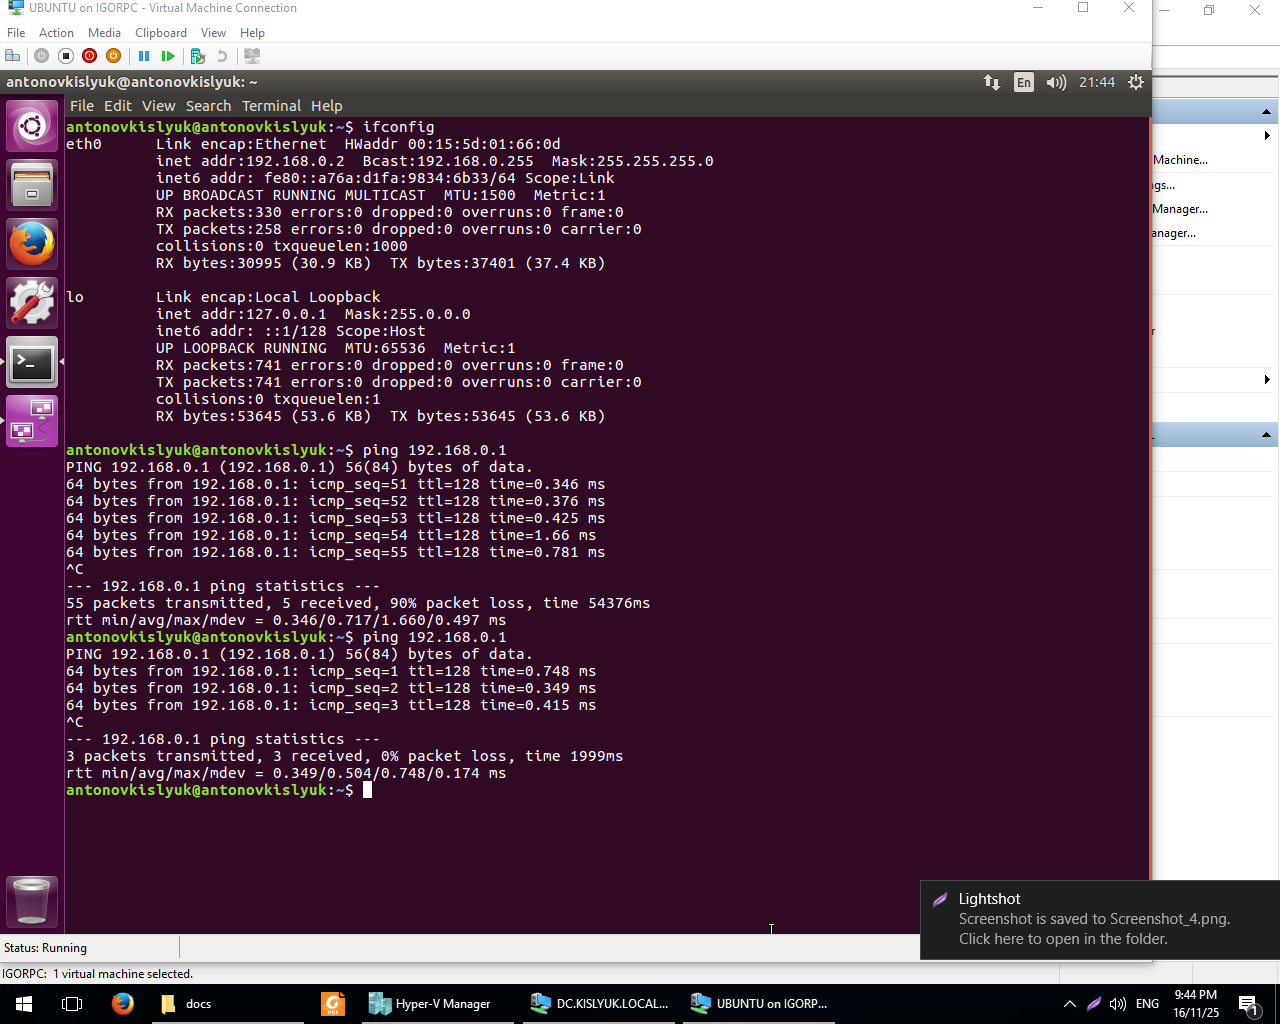 UBUNTU on IGORPC - Virtual Machine Connection
File Action Media Clipboard View Help
antonovkislyuk@antonovkislyuk: ~
En 21:44
File Edit View Search Terminal Help
antonovkislyuk@antonovkislyuk:~$ ifconfig
eth0 Link encap:Ethernet HWaddr 00:15:5d:01:66:0d
inet addr:192.168.0.2 Bcast:192.168.0.255 Mask:255.255.255.0
inet6 addr: fe80::a76a:d1fa:9834:6b33/64 Scope:Link
UP BROADCAST RUNNING MULTICAST MTU:1500 Metric:1
RX packets:330 errors:0 dropped:0 overruns:0 frame:0
TX packets:258 errors:0 dropped:0 overruns:0 carrier:0
collisions:0 txqueuelen:1000
RX bytes:30995 (30.9 KB) TX bytes:37401 (37.4 KB)
lo Link encap:Local Loopback
inet addr:127.0.0.1 Mask:255.0.0.0
inet6 addr: ::1/128 Scope:Host
UP LOOPBACK RUNNING MTU:65536 Metric:1
RX packets:741 errors:0 dropped:0 overruns:0 frame:0
TX packets:741 errors:0 dropped:0 overruns:0 carrier:0
collisions:0 txqueuelen:1
RX bytes:53645 (53.6 KB) TX bytes:53645 (53.6 KB)
antonovkislyuk@antonovkislyuk:~$ ping 192.168.0.1
PING 192.168.0.1 (192.168.0.1) 56(84) bytes of data.
64 bytes from 192.168.0.1: icmp_seq=51 ttl=128 time=0.346 ms
64 bytes from 192.168.0.1: icmp_seq=52 ttl=128 time=0.376 ms
64 bytes from 192.168.0.1: icmp_seq=53 ttl=128 time=0.425 ms
64 bytes from 192.168.0.1: icmp_seq=54 ttl=128 time=1.66 ms
64 bytes from 192.168.0.1: icmp_seq=55 ttl=128 time=0.781 ms
^C
--- 192.168.0.1 ping statistics ---
55 packets transmitted, 5 received, 90% packet loss, time 54376ms
rtt min/avg/max/mdev = 0.346/0.717/1.660/0.497 ms
antonovkislyuk@antonovkislyuk:~$ ping 192.168.0.1
PING 192.168.0.1 (192.168.0.1) 56(84) bytes of data.
64 bytes from 192.168.0.1: icmp_seq=1 ttl=128 time=0.748 ms
64 bytes from 192.168.0.1: icmp_seq=2 ttl=128 time=0.349 ms
64 bytes from 192.168.0.1: icmp_seq=3 ttl=128 time=0.415 ms
^C
--- 192.168.0.1 ping statistics ---
3 packets transmitted, 3 received, 0% packet loss, time 1999ms
rtt min/avg/max/mdev = 0.349/0.504/0.748/0.174 ms
antonovkislyuk@antonovkislyuk:~$
Machine...
gs...
Manager...
anager...
r
Lightshot
Screenshot is saved to Screenshot_4.png.
Click here to open in the folder.
Status: Running
IGORPC: 1 virtual machine selected.
docs
PDF
Hyper-V Manager
DC.KISLYUK.LOCAL...
UBUNTU on IGORP...
ENG
9:44 PM
16/11/25
1